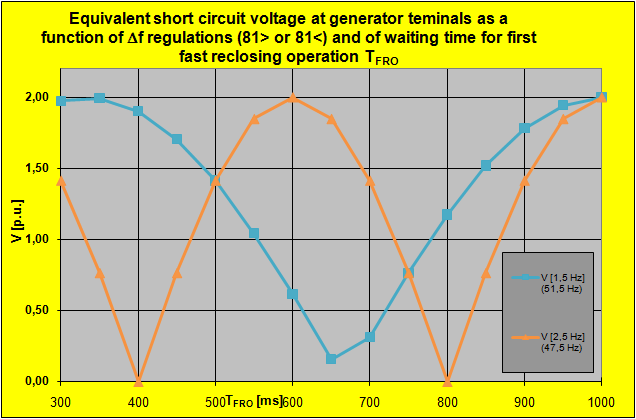 Equivalent short circuit voltage at generator teminals as a
function of Δf regulations (81> or 81<) and of waiting time for first
fast reclosing operation TFRO
2,00
1,50
1,00
0,50
0,00
V [p.u.]
300
400
500
600
700
800
900
1000
TFRO [ms]
V [1,5 Hz]
(51,5 Hz)
V [2,5 Hz]
(47,5 Hz)